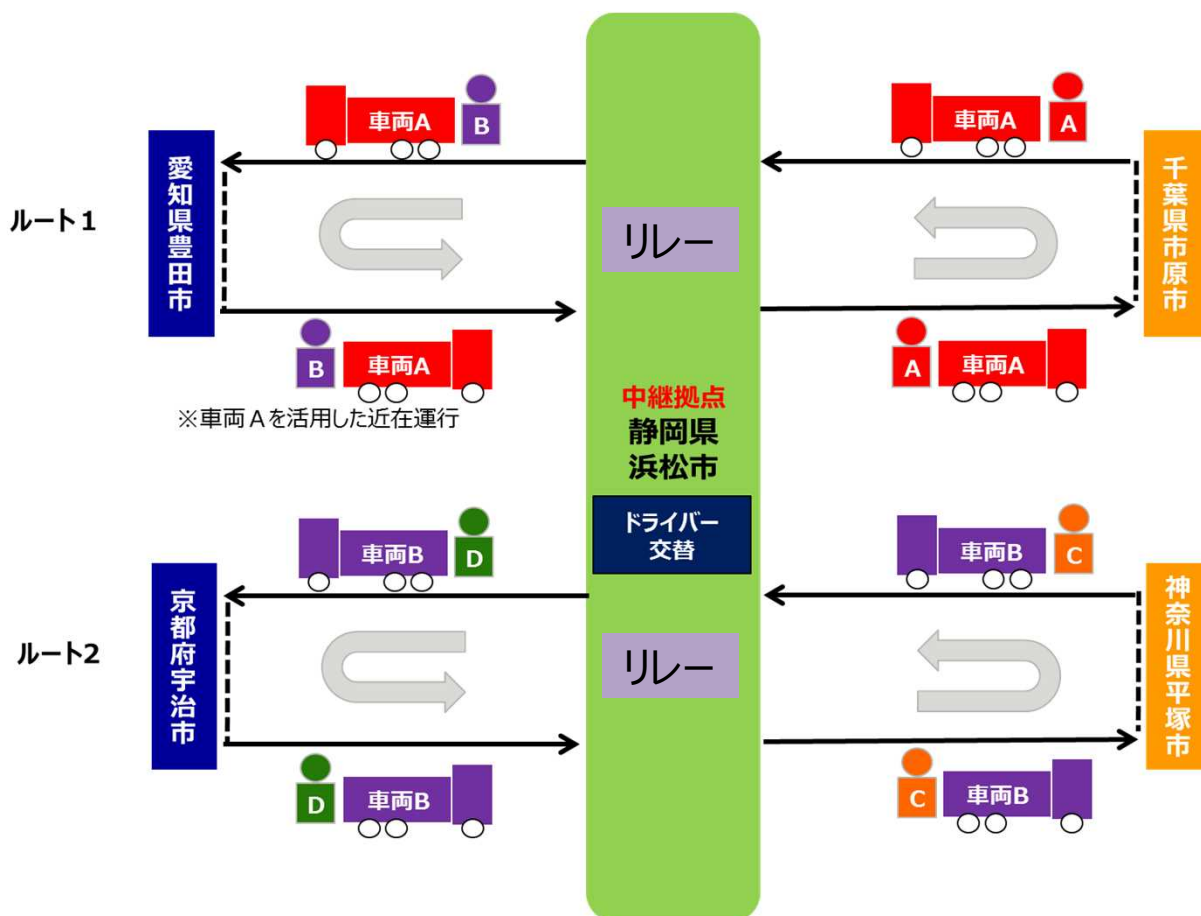 車両A
B
車両A
A
愛知県豊田市
千葉県市原市
ルート1
リレー
B
車両A
A
車両A
※車両Aを活用した近在運行
中継拠点
静岡県
浜松市
ドライバー
交替
車両B
D
車両B
C
京都府宇治市
神奈川県平塚市
ルート2
リレー
D
車両B
C
車両B